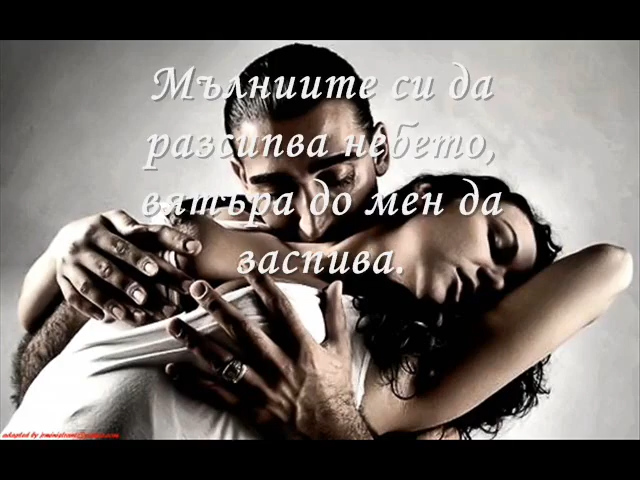 Мълниите си да
разсипва небето,
вятъра до мен да
заспива.